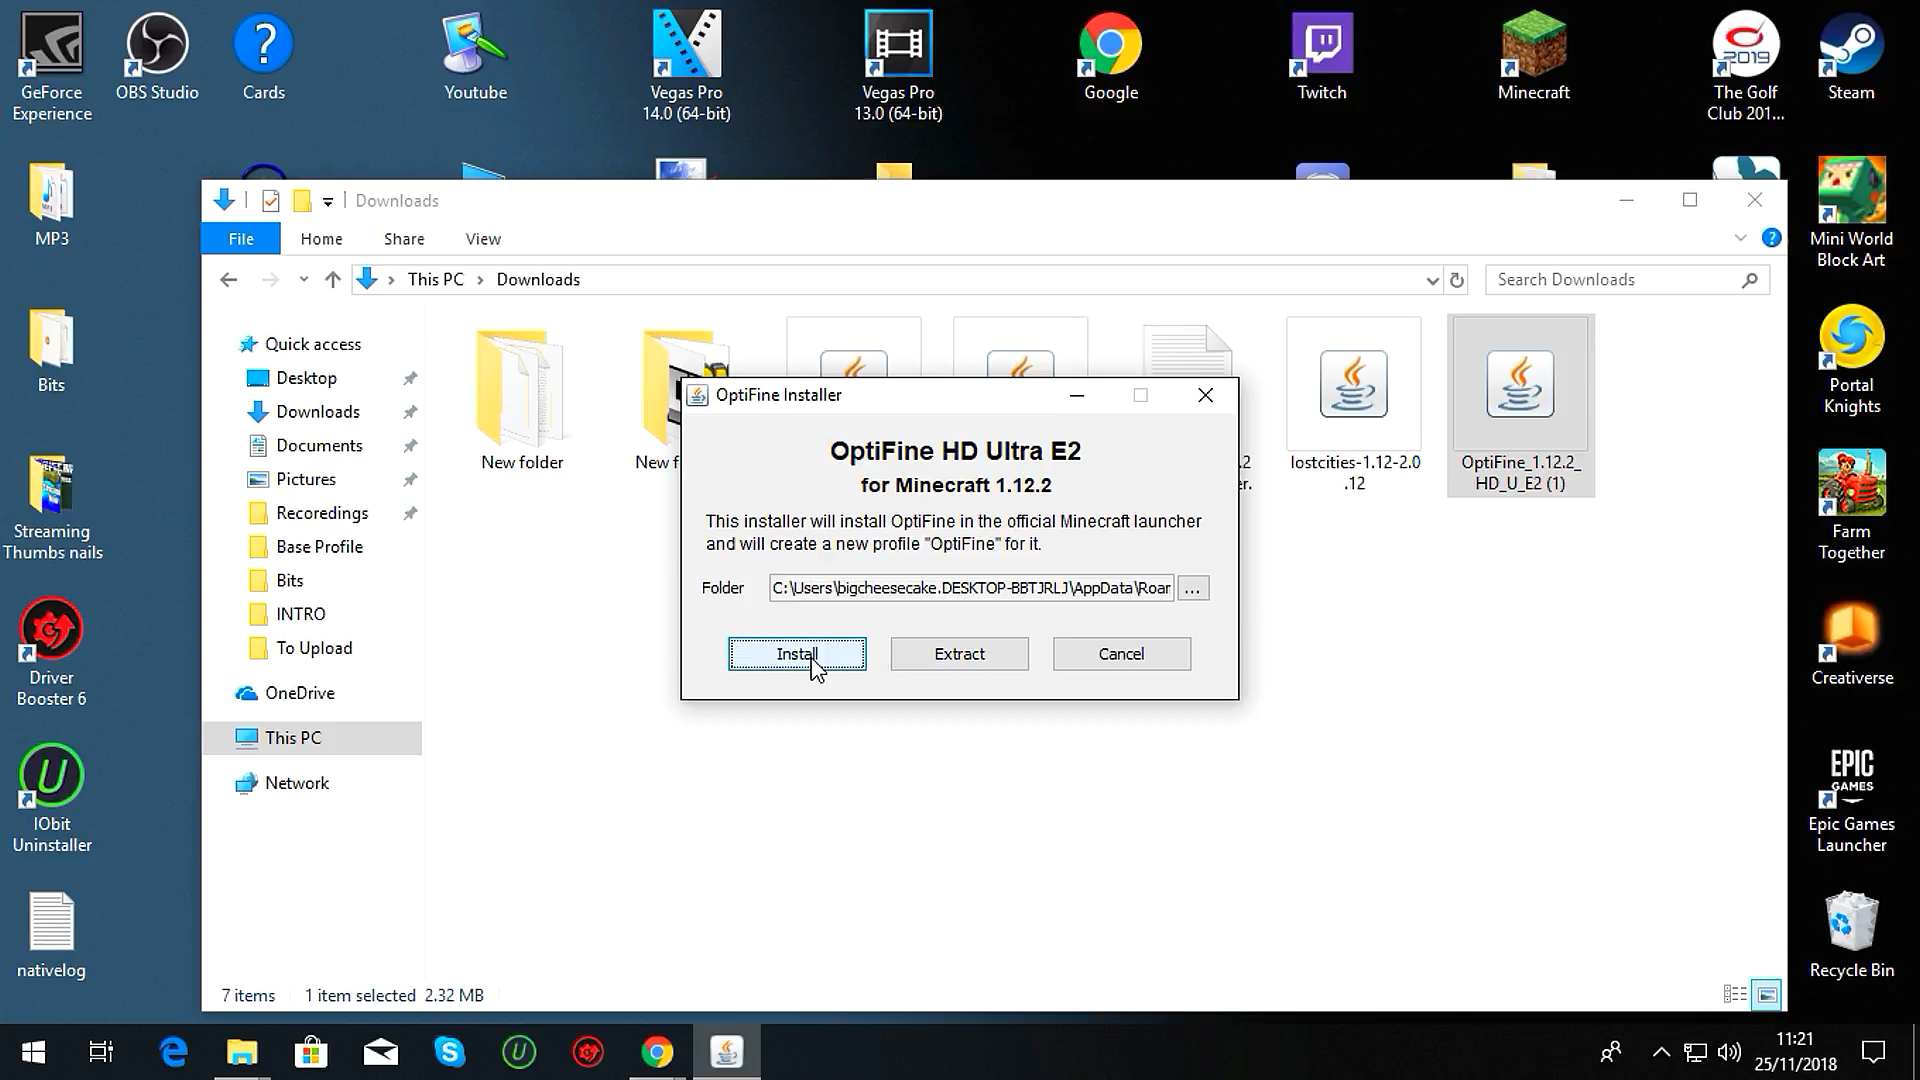 GeForce
Experience
OBS Studio
Cards
Youtube
Vegas Pro
14.0 (64-bit)
Vegas Pro
13.0 (64-bit)
Google
Twitch
Minecraft
2019
The Golf
Club 201...
Steam
MP3
Bits
Streaming
Thumbs nails
Driver
Booster 6
IObit
Uninstaller
nativelog
Mini World
Block Art
Portal
Knights
Farm
Together
Creativerse
EPIC
GAMES
Epic Games
Launcher
Recycle Bin
Downloads
File
Home
Share
View
This PC
Downloads
Search Downloads
Quick access
Desktop
Downloads
Documents
Pictures
Recoredings
Base Profile
Bits
INTRO
To Upload
OneDrive
This PC
Network
New folder
New f
.2
er.
lostcities-1.12-2.0
.12
OptiFine_1.12.2_
HD_U_E2 (1)
OptiFine Installer
OptiFine HD Ultra E2
for Minecraft 1.12.2
This installer will install OptiFine in the official Minecraft launcher
and will create a new profile "OptiFine" for it.
Folder
C:\Users\bigcheesecake.DESKTOP-BBTJRLJ\AppData\Roar
...
Install
Extract
Cancel
7 items
1 item selected 2.32 MB
11:21
25/11/2018